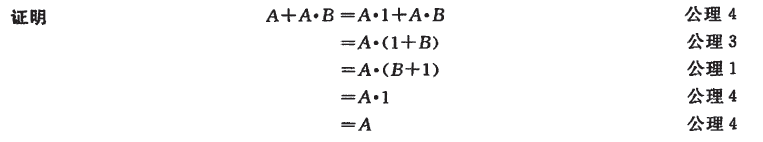 证明 A+A·B=A·1+A·B 公理 4
=A·(1+B) 公理 3
=A·(B+1) 公理 1
=A·1 公理 4
=A 公理 4